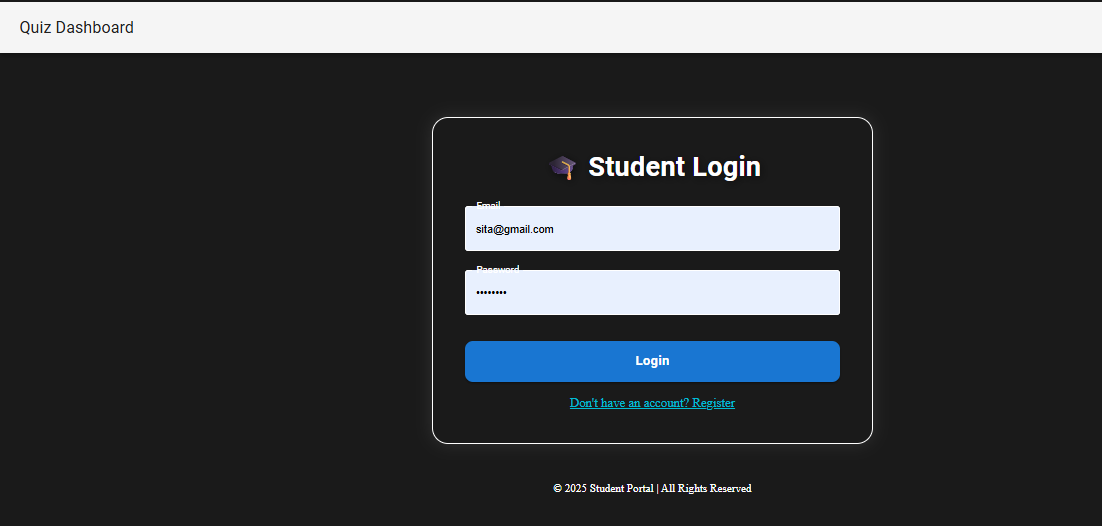 Quiz Dashboard
🎓 Student Login
Email
sita@gmail.com
Password
••••••••
Login
Don't have an account? Register
© 2025 Student Portal | All Rights Reserved